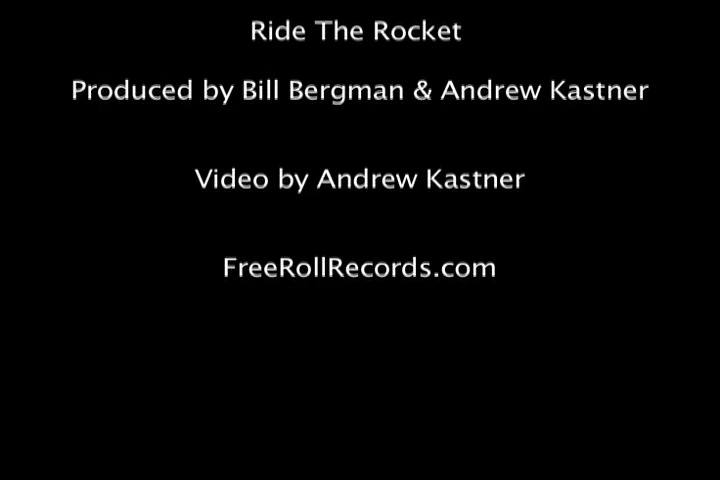 Ride The Rocket
Produced by Bill Bergman & Andrew Kastner
Video by Andrew Kastner
FreeRollRecords.com